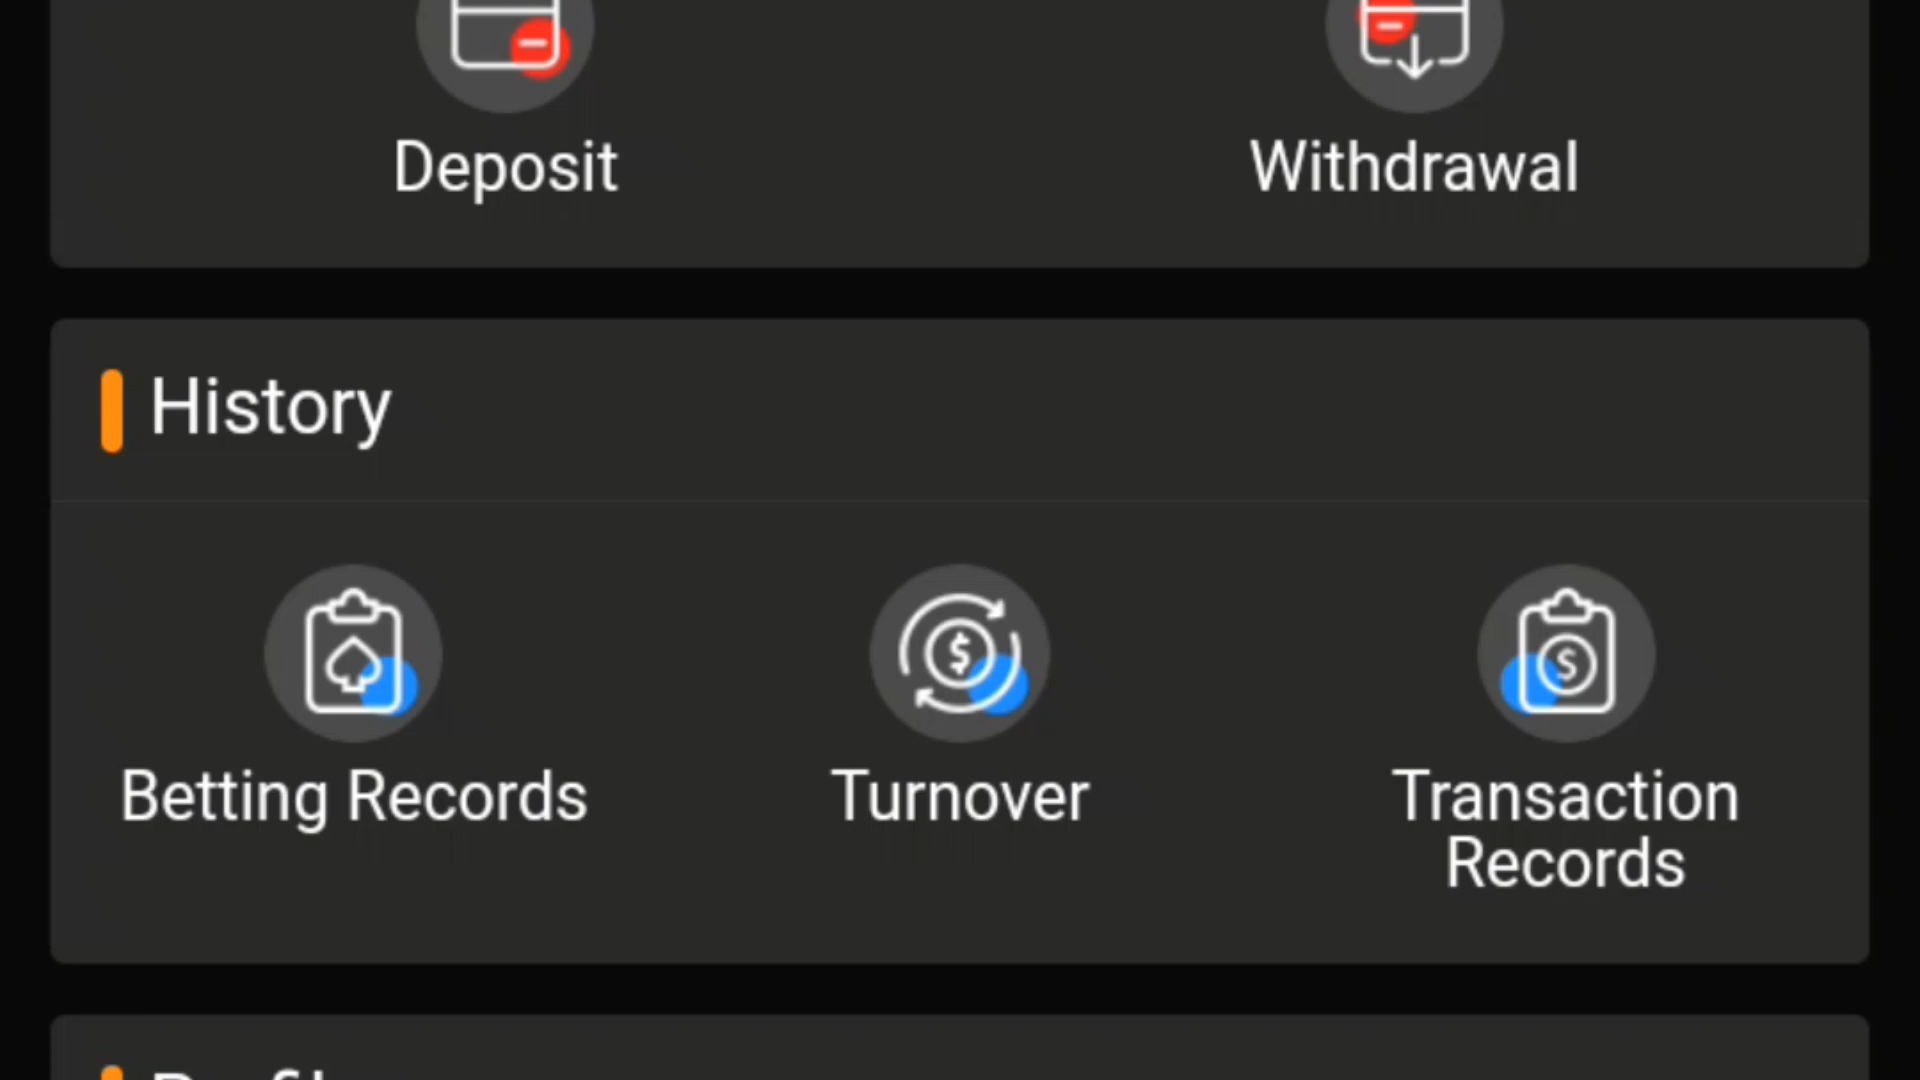 Deposit
Withdrawal
History
Betting Records
Turnover
Transaction
Records